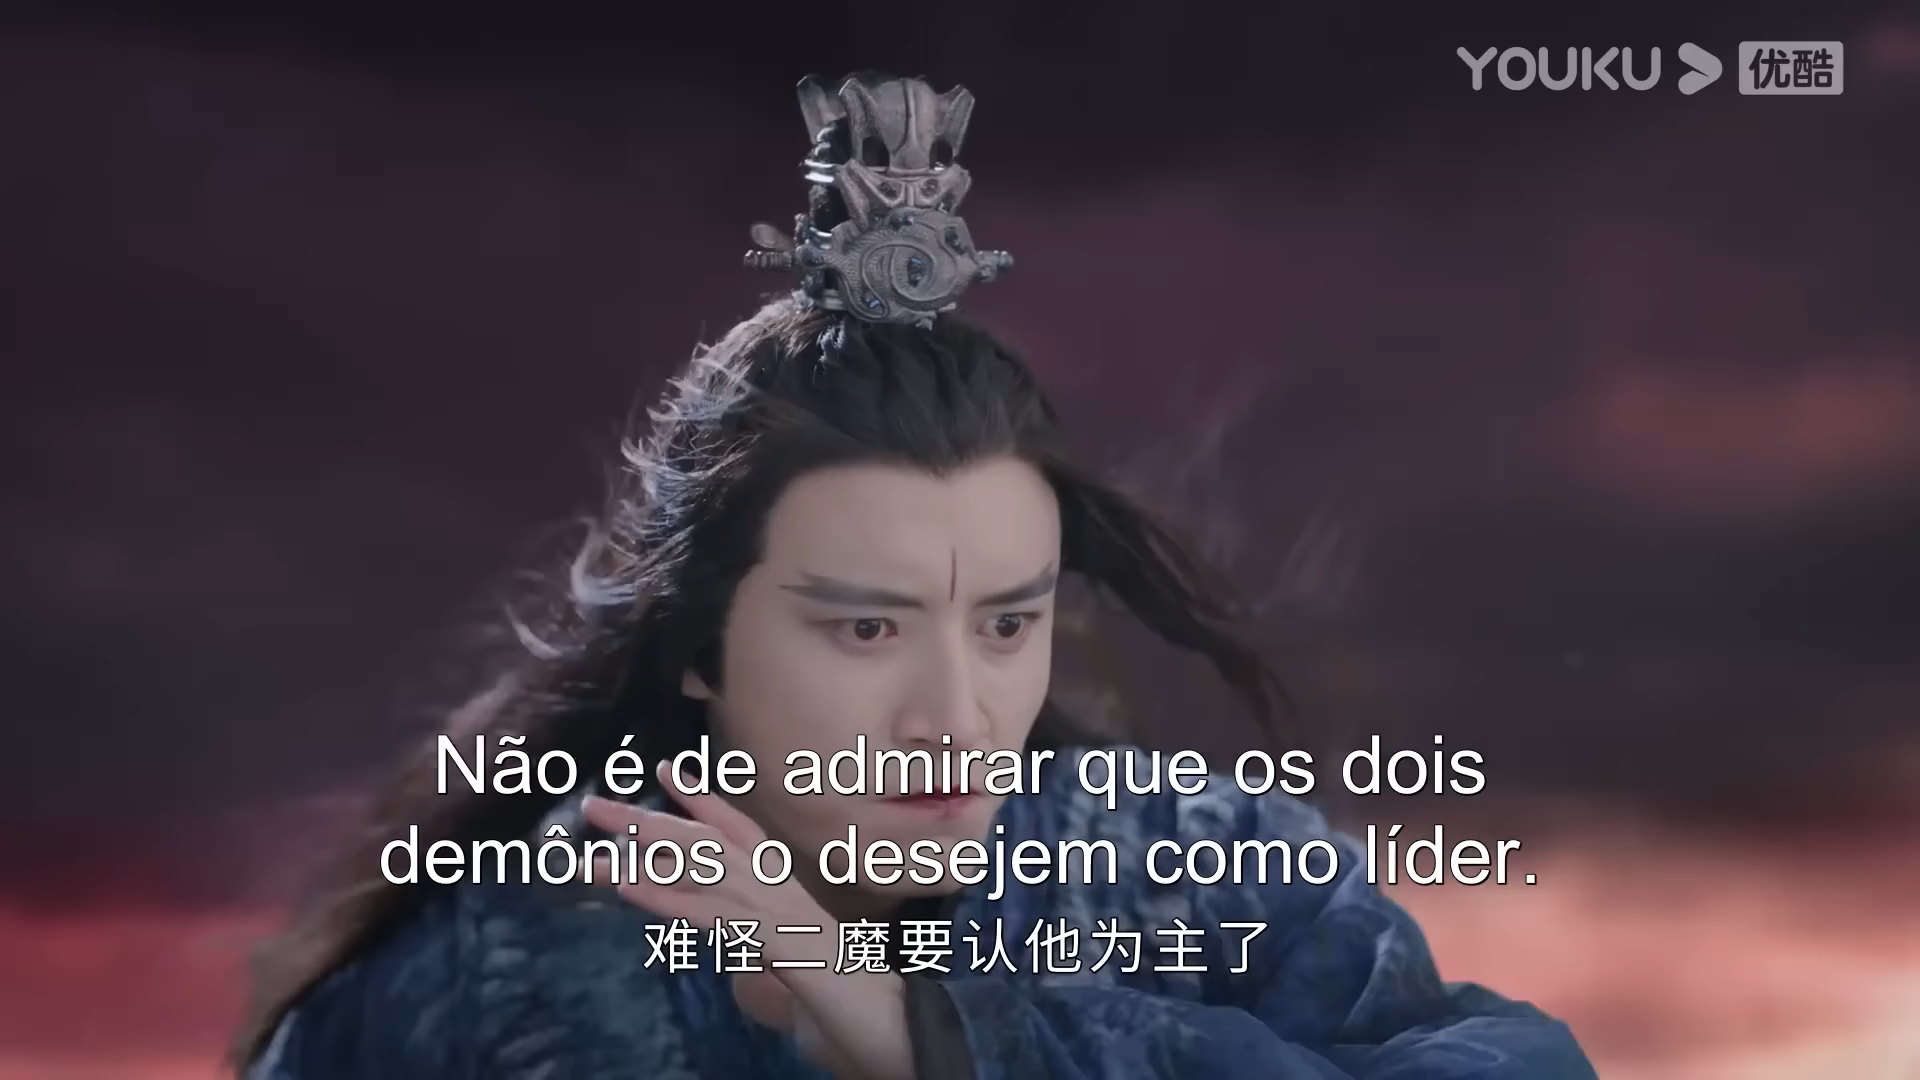 YOUKU 优酷
Não é de admirar que os dois
demônios o desejem como líder.
难怪二魔要认他为主了